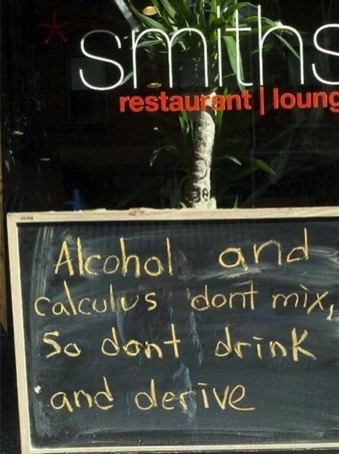 smiths
restaurant | loung
Alcohol and
calculus dont mix,
So dont drink
and derive